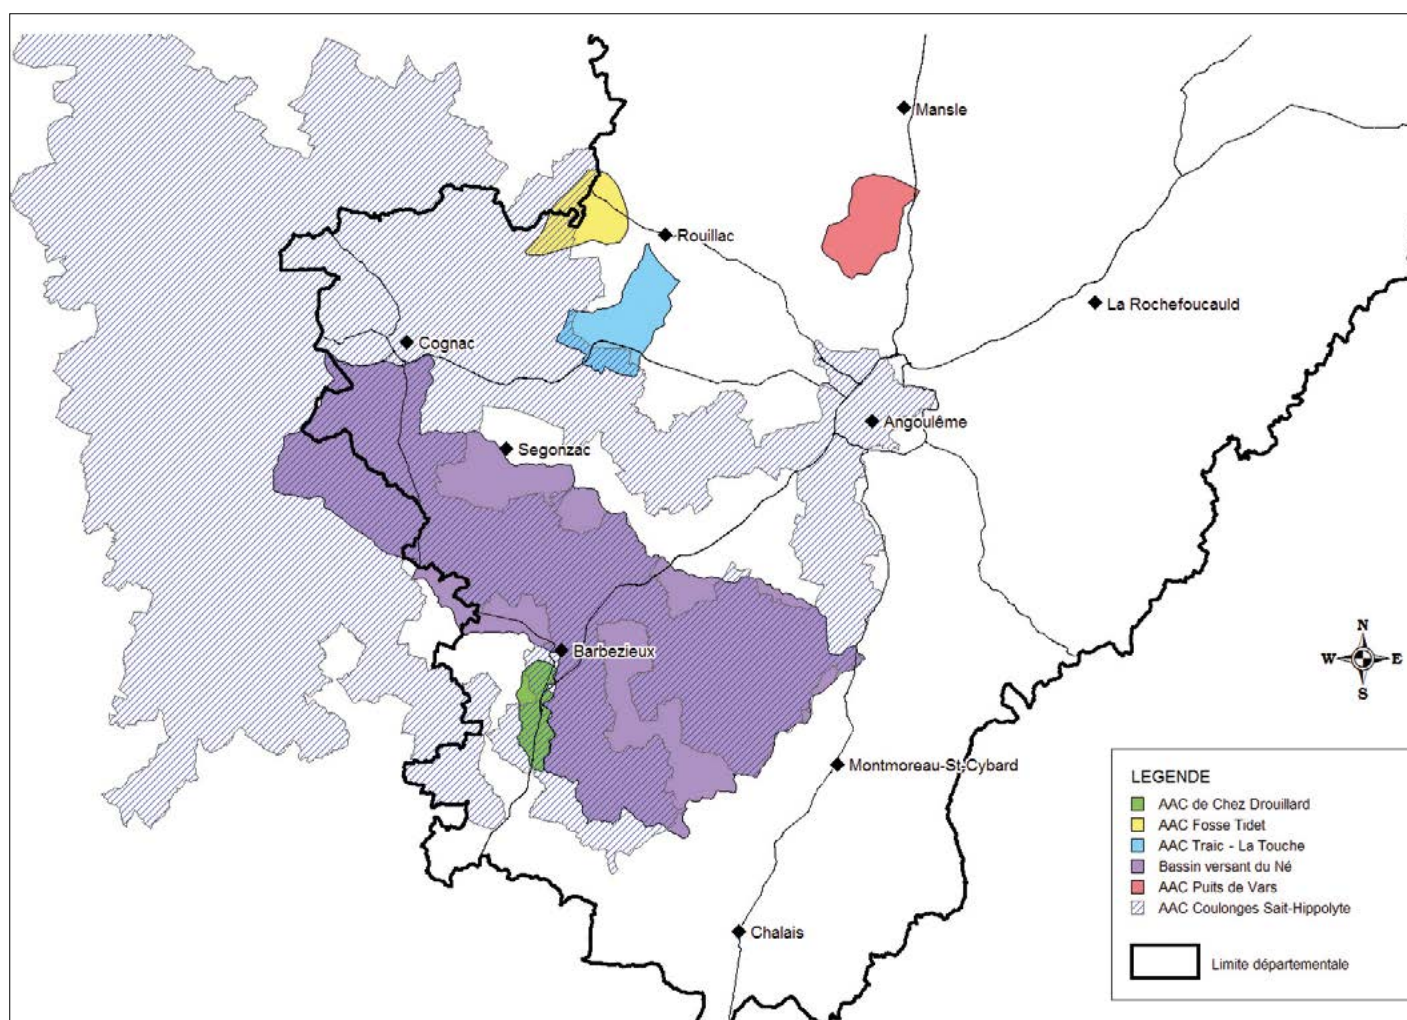 Mansle
Rouillac
La Rochefoucauld
Cognac
Angoulême
Segonzac
Barbezieux
Montmoreau-St-Cybard
Chalais
N
W E
S
LEGENDE
AAC de Chez Drouillard
AAC Fosse Tidet
AAC Traic - La Touche
Bassin versant du Né
AAC Puits de Vars
AAC Coulonges Sait-Hippolyte
Limite départementale